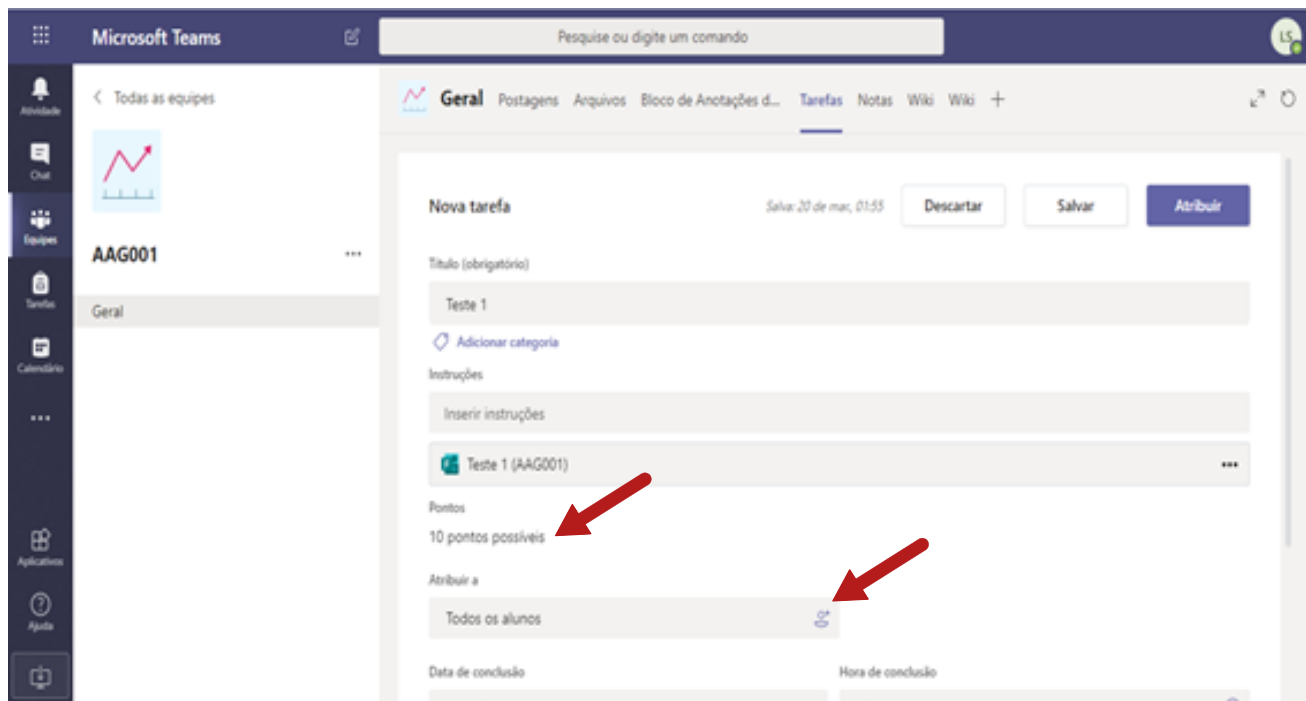 Microsoft Teams
Pesquise ou digite um comando
LS
Atividade
Chat
Equipes
Tarefas
Calendário
Aplicativos
Ajuda
Todas as equipes
AAG001
Geral
Geral Postagens Arquivos Bloco de Anotações d... Tarefas Notas Wiki Wiki
Nova tarefa
Salva: 20 de mar, 01:55
Descartar
Salvar
Atribuir
Título (obrigatório)
Teste 1
Adicionar categoria
Instruções
Inserir instruções
Teste 1 (AAG001)
Pontos
10 pontos possíveis
Atribuir a
Todos os alunos
Data de conclusão
Hora de conclusão